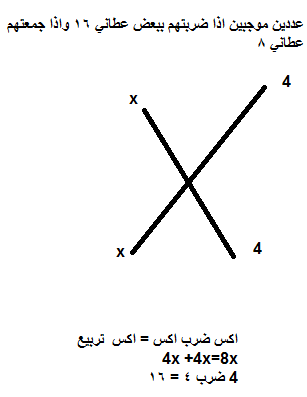 عددين موجبين اذا ضربتهم ببعض عطاني ١٦ واذا جمعتهم
عطاني ٨
4
x
x
4
اكس ضرب اكس = اكس تربيع
4x +4x=8x
4 ضرب ٤ = ١٦